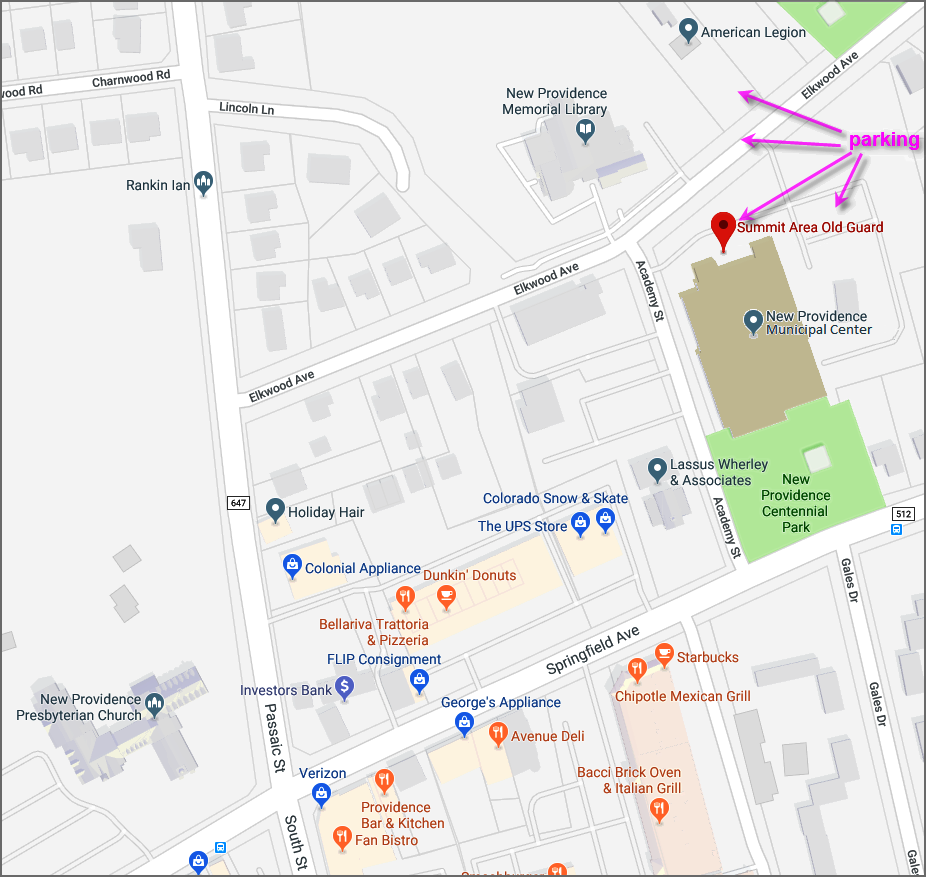 American Legion
Elkwood Ave
Charnwood Rd
wood Rd
New Providence
Memorial Library
Lincoln Ln
parking
Rankin Ian
Summit Area Old Guard
Elkwood Ave
Academy St
New Providence
Municipal Center
Elkwood Ave
Lassus Wherley
& Associates
New
Providence
Centennial
Park
647
Holiday Hair
Colorado Snow & Skate
The UPS Store
512
Academy St
Colonial Appliance
Dunkin' Donuts
Gales Dr
Bellariva Trattoria
& Pizzeria
Springfield Ave
FLIP Consignment
Starbucks
Investors Bank
Chipotle Mexican Grill
New Providence
Presbyterian Church
George's Appliance
Gales Dr
Passaic St
Avenue Deli
Verizon
Bacci Brick Oven
& Italian Grill
Providence
Bar & Kitchen
Fan Bistro
South St
Gales